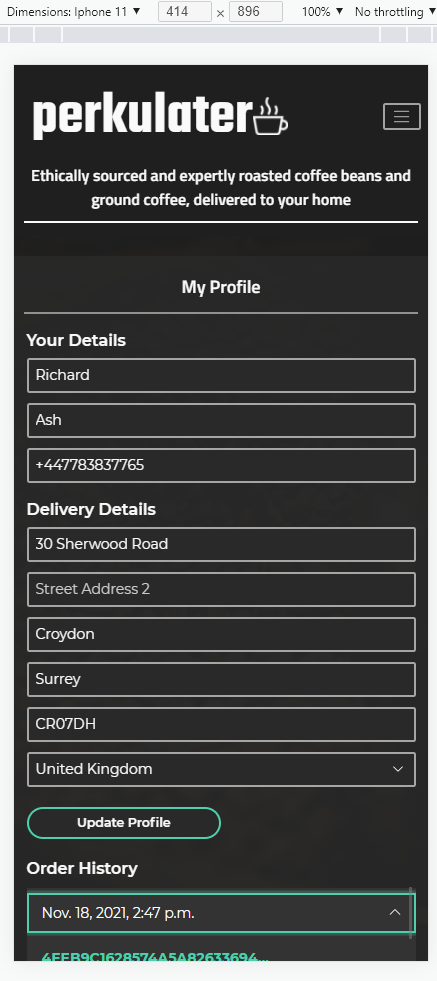 Dimensions: Iphone 11 ▼ 414 × 896 100% ▼ No throttling ▼
perkulater
Ethically sourced and expertly roasted coffee beans and
ground coffee, delivered to your home
My Profile
Your Details
Richard
Ash
+447783837765
Delivery Details
30 Sherwood Road
Street Address 2
Croydon
Surrey
CR07DH
United Kingdom
Update Profile
Order History
Nov. 18, 2021, 2:47 p.m.
4EEB9C1628574A5A82633694...